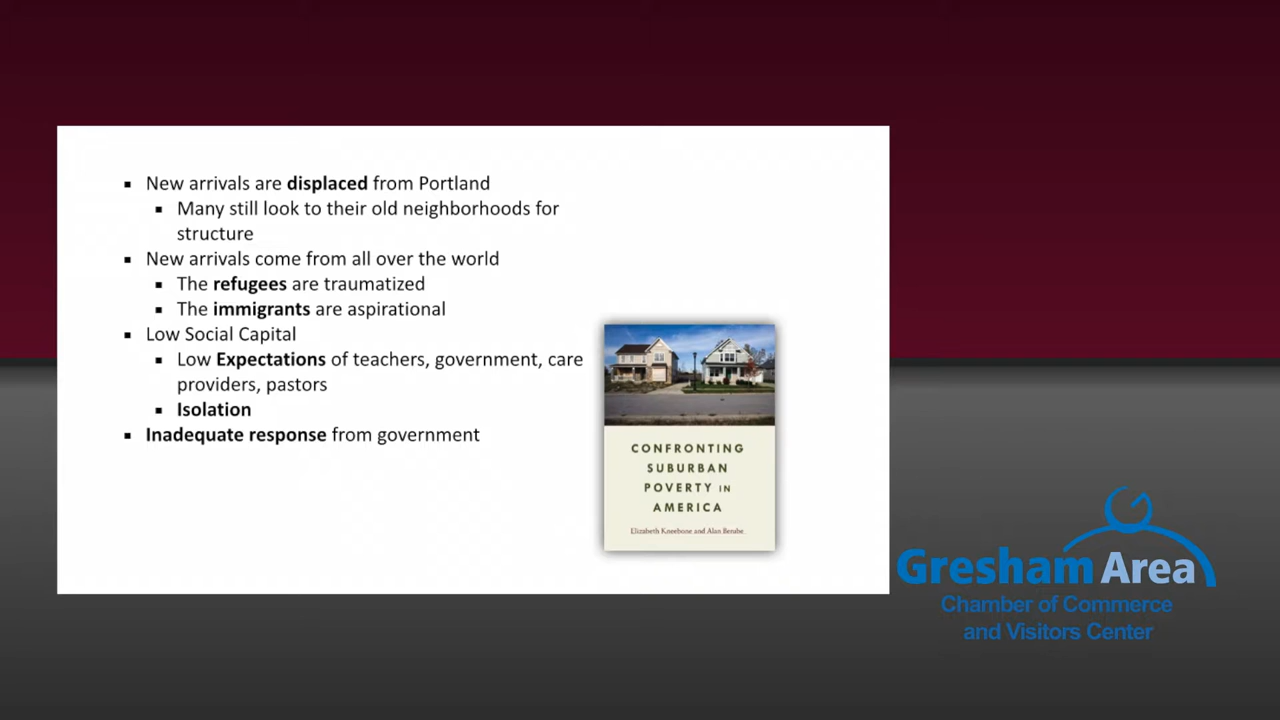 ▪ New arrivals are displaced from Portland
▪ Many still look to their old neighborhoods for
structure
▪ New arrivals come from all over the world
▪ The refugees are traumatized
▪ The immigrants are aspirational
▪ Low Social Capital
▪ Low Expectations of teachers, government, care
providers, pastors
▪ Isolation
▪ Inadequate response from government
CONFRONTING
SUBURBAN
POVERTY IN
AMERICA
Elizabeth Kneebone and Alan Berube
Gresham Area
Chamber of Commerce
and Visitors Center